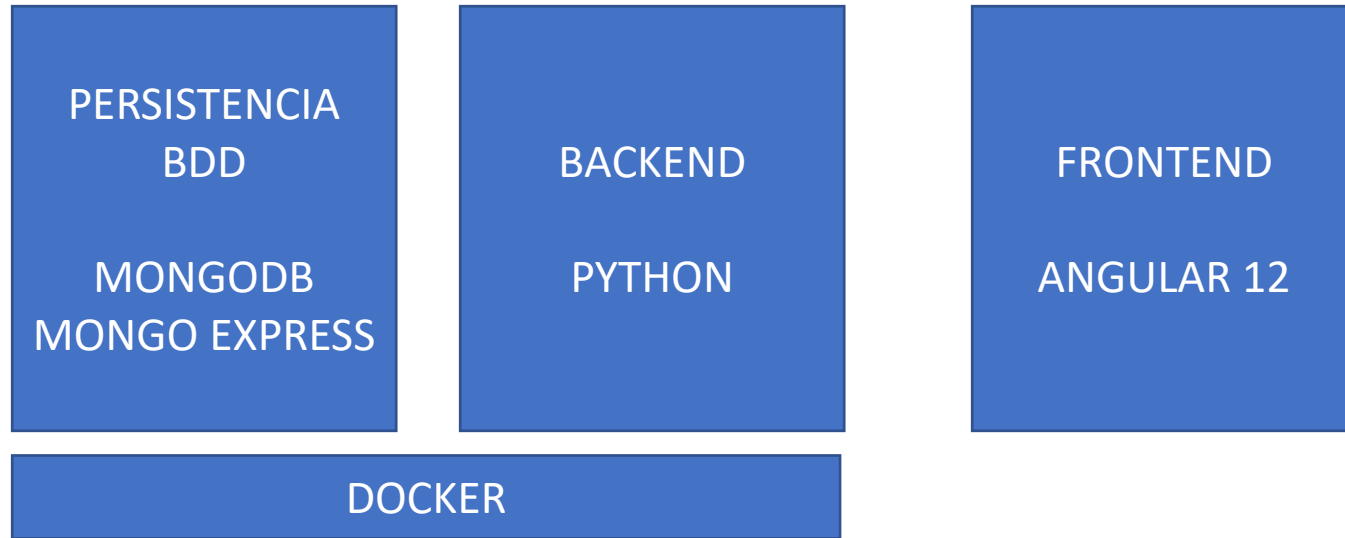 PERSISTENCIA
BDD
MONGODB
MONGO EXPRESS
BACKEND
PYTHON
FRONTEND
ANGULAR 12
DOCKER